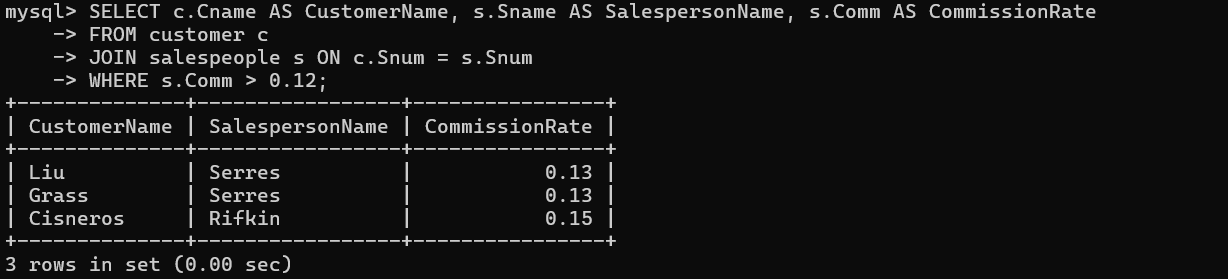 mysql> SELECT c.Cname AS CustomerName, s.Sname AS SalespersonName, s.Comm AS CommissionRate
    -> FROM customer c
    -> JOIN salespeople s ON c.Snum = s.Snum
    -> WHERE s.Comm > 0.12;
+--------------+-----------------+----------------+
| CustomerName | SalespersonName | CommissionRate |
+--------------+-----------------+----------------+
| Liu          | Serres          |           0.13 |
| Grass        | Serres          |           0.13 |
| Cisneros     | Rifkin          |           0.15 |
+--------------+-----------------+----------------+
3 rows in set (0.00 sec)